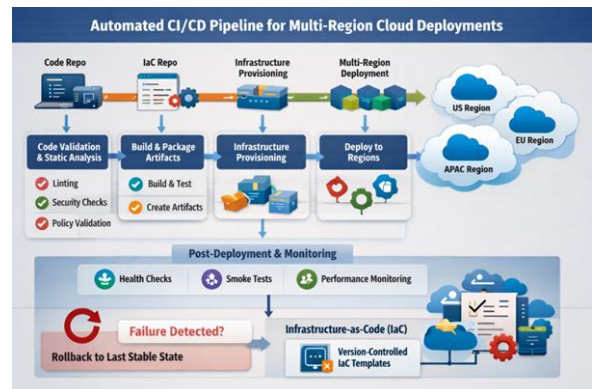 Automated CI/CD Pipeline for Multi-Region Cloud Deployments
Code Repo
IaC Repo
Infrastructure
Provisioning
Multi-Region
Deployment
US Region
EU Region
APAC Region
Code Validation
& Static Analysis
Linting
Security Checks
Policy Validation
Build & Package
Artifacts
Build & Test
Create Artifacts
Infrastructure
Provisioning
Deploy to
Regions
Post-Deployment & Monitoring
Health Checks
Smoke Tests
Performance Monitoring
Failure Detected?
Rollback to Last Stable State
Infrastructure-as-Code (IaC)
Version-Controlled
IaC Templates